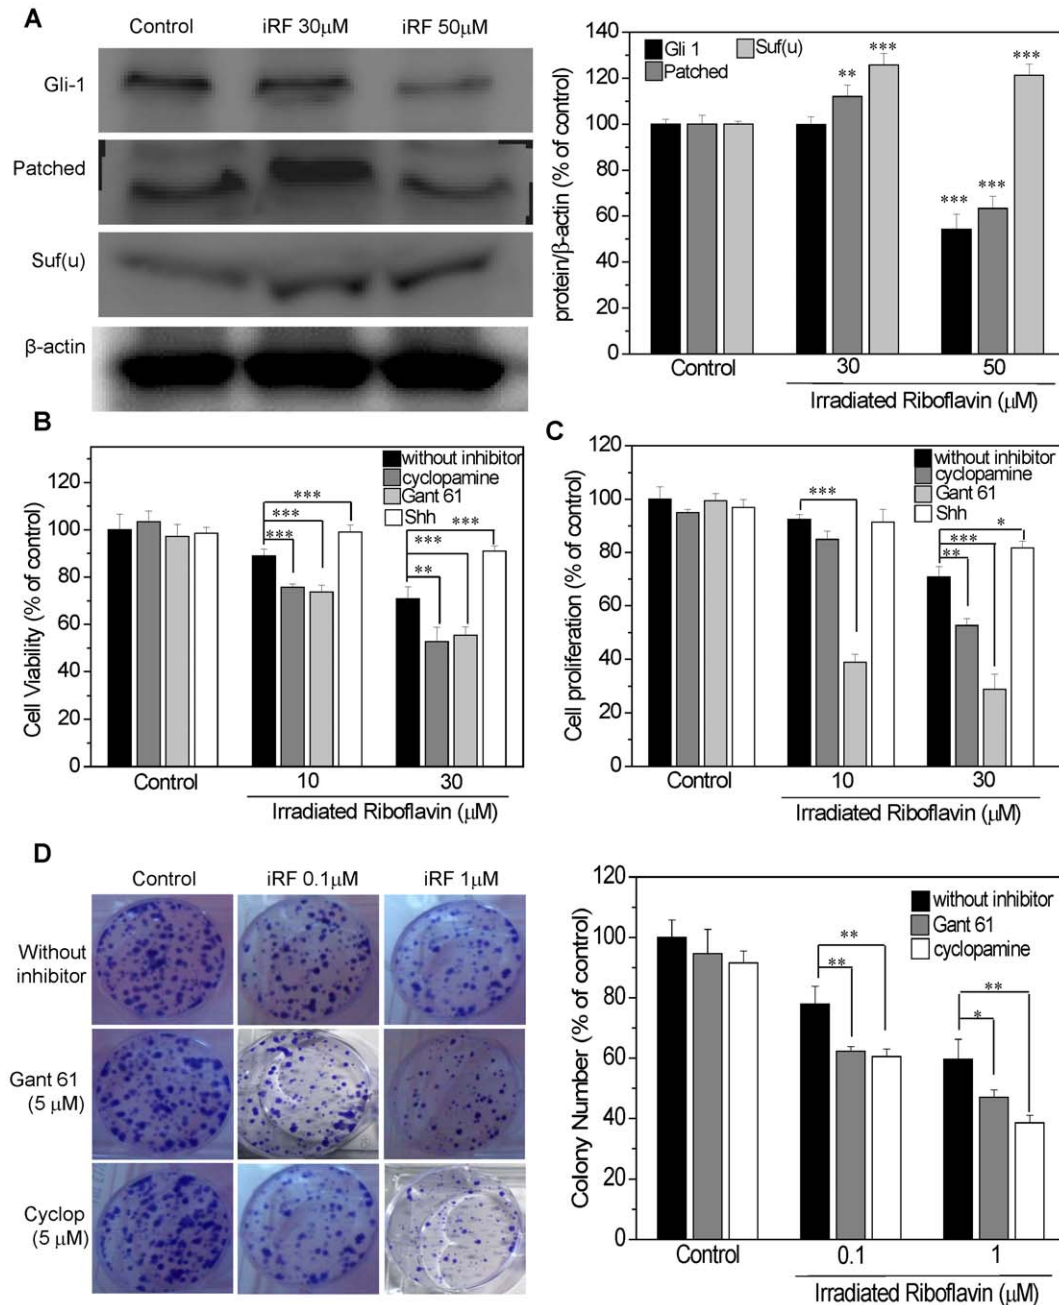 A
Control iRF 30μM iRF 50μM
Gli-1
Patched
Suf(u)
β-actin
140
120
100
80
60
40
20
0
protein/β-actin (% of control)
Gli 1 Suf(u)
Patched
** ***
*** *** ***
Control 30 50
Irradiated Riboflavin (μM)
B
120
100
80
60
40
20
0
Cell Viability (% of control)
without inhibitor
cyclopamine
Gant 61
Shh
***
***
***
***
***
**
Control 10 30
Irradiated Riboflavin (μM)
C
120
100
80
60
40
20
0
Cell proliferation (% of control)
without inhibitor
cyclopamine
Gant 61
Shh
***
*
***
**
Control 10 30
Irradiated Riboflavin (μM)
D
Control iRF 0.1μM iRF 1μM
Without
inhibitor
Gant 61
(5 μM)
Cyclop
(5 μM)
120
100
80
60
40
20
0
Colony Number (% of control)
without inhibitor
Gant 61
cyclopamine
**
**
**
*
Control 0.1 1
Irradiated Riboflavin (μM)